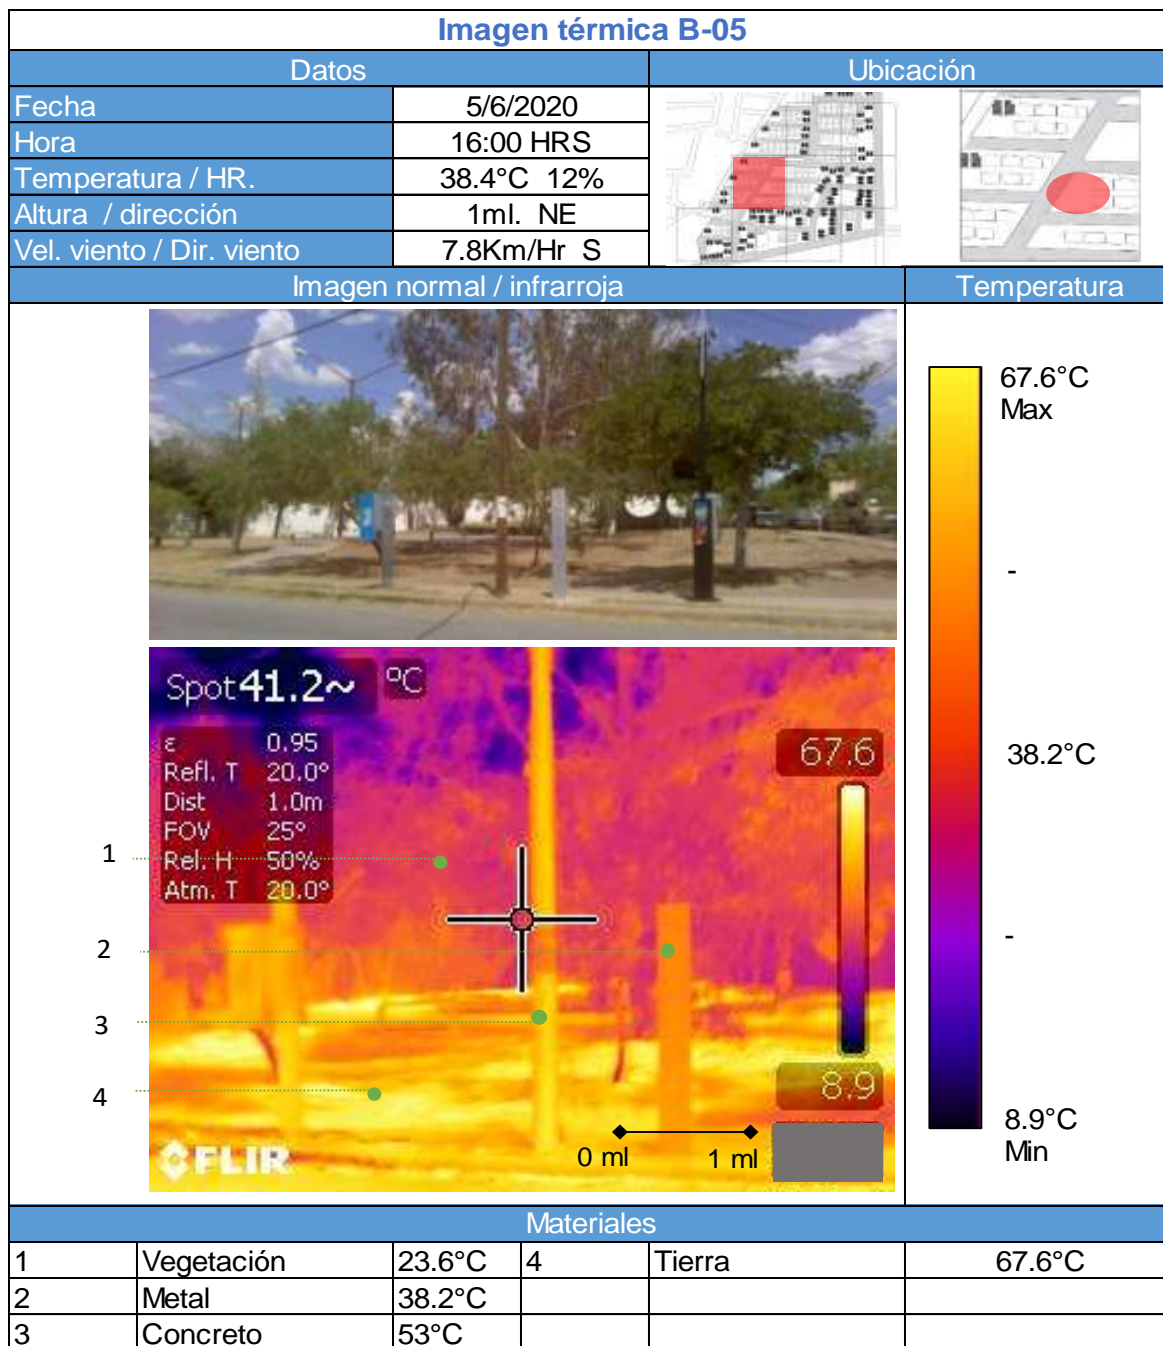 Imagen térmica B-05
Datos Ubicación
Fecha 5/6/2020
Hora 16:00 HRS
Temperatura / HR. 38.4°C 12%
Altura / dirección 1ml. NE
Vel. viento / Dir. viento 7.8Km/Hr S
Imagen normal / infrarroja Temperatura
67.6°C
Max
-
38.2°C
-
8.9°C
Min
Spot 41.2~ °C
ε 0.95
Refl. T 20.0°
Dist 1.0m
FOV 25°
Rel. H 50%
Atm. T 20.0°
67.6
8.9
1
2
3
4
0 ml 1 ml
FLIR
Materiales
1 Vegetación 23.6°C 4 Tierra 67.6°C
2 Metal 38.2°C
3 Concreto 53°C